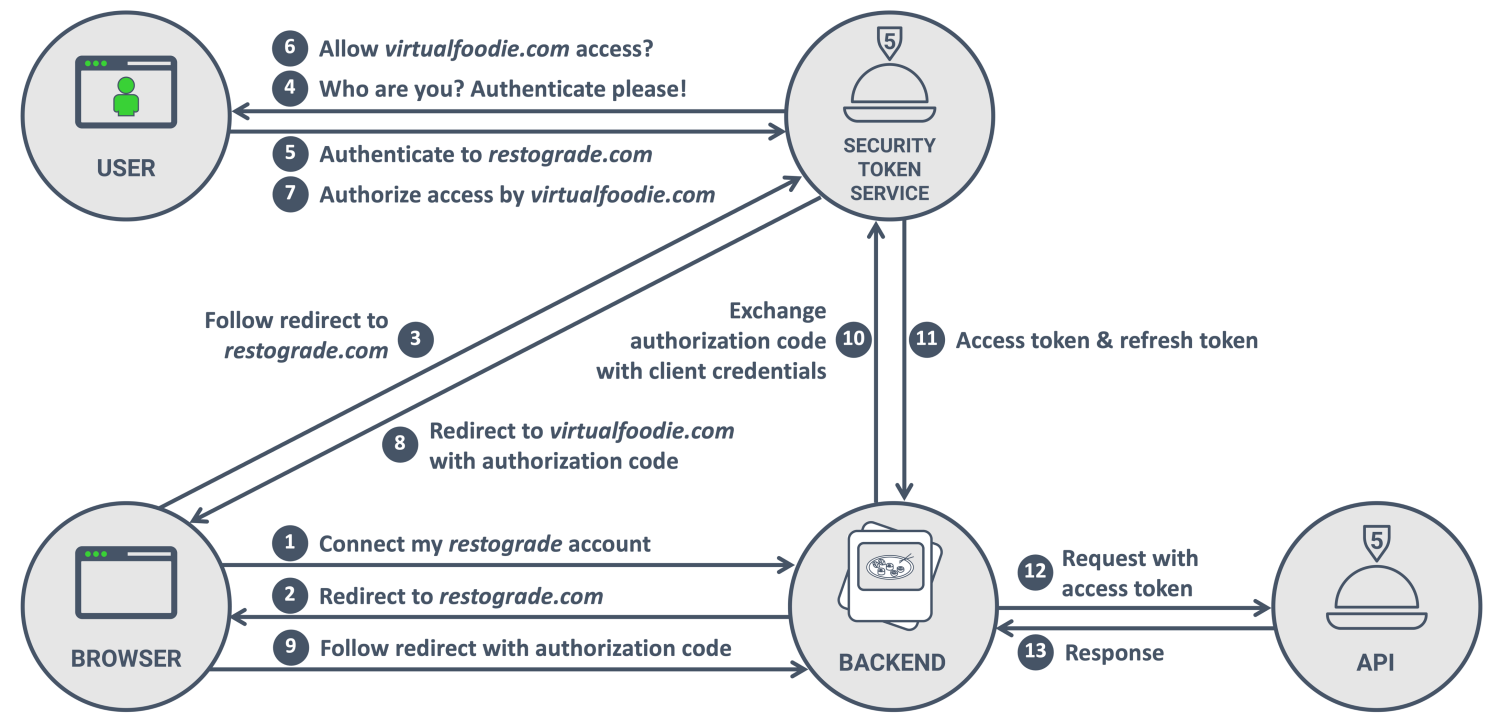 6 Allow virtualfoodie.com access?
4 Who are you? Authenticate please!
USER
5 Authenticate to restograde.com
7 Authorize access by virtualfoodie.com
5
SECURITY
TOKEN
SERVICE
Follow redirect to
restograde.com
3
8 Redirect to virtualfoodie.com
with authorization code
Exchange
authorization code
with client credentials
10
11 Access token & refresh token
1 Connect my restograde account
2 Redirect to restograde.com
9 Follow redirect with authorization code
BROWSER
BACKEND
12 Request with
access token
13 Response
5
API